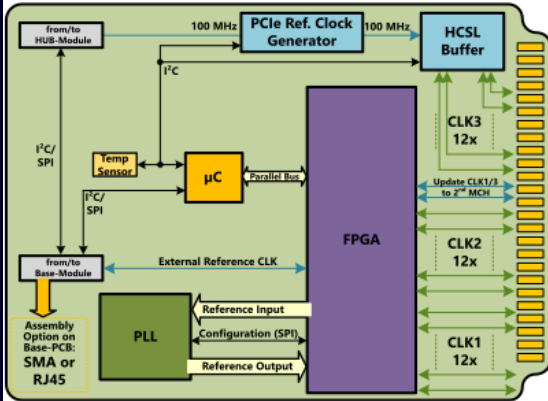 from/to
HUB-Module
100 MHz
PCIe Ref. Clock
Generator
100 MHz
HCSL
Buffer
I²C
I²C/
SPI
Temp
Sensor
µC
Parallel Bus
I²C/
SPI
FPGA
CLK3
12x
Update CLK1/3
to 2nd MCH
CLK2
12x
from/to
Base-Module
External Reference CLK
Assembly
Option on
Base-PCB:
SMA or
RJ45
PLL
Reference Input
Configuration (SPI)
Reference Output
CLK1
12x